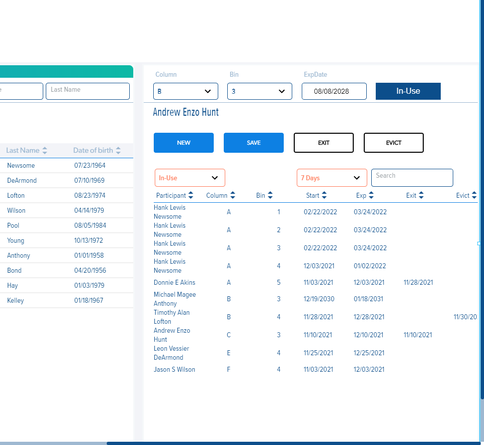 Column Bin ExpDate
Last Name B 3 08/08/2028 In-Use
Andrew Enzo Hunt
NEW SAVE EXIT EVICT
Last Name Date of birth
Newsome 07/23/1964
DeArmond 07/10/1969
Lofton 08/23/1974
Wilson 04/14/1979
Pool 08/05/1984
Young 10/13/1972
Anthony 01/01/1958
Bond 04/20/1956
Hay 01/03/1979
Kelley 01/18/1967
In-Use 7 Days Search
Participant Column Bin Start Exp Exit Evict
Hank Lewis
Newsome A 1 02/22/2022 03/24/2022
Hank Lewis
Newsome A 2 02/22/2022 03/24/2022
Hank Lewis
Newsome A 3 02/22/2022 03/24/2022
Hank Lewis
Newsome A 4 12/03/2021 01/02/2022
Donnie E Akins A 5 11/03/2021 12/03/2021 11/28/2021
Michael Magee
Anthony B 3 12/19/2030 01/18/2031
Timothy Alan
Lofton B 4 11/28/2021 12/28/2021 11/30/20
Andrew Enzo
Hunt C 3 11/10/2021 12/10/2021 11/10/2021
Leon Vessier
DeArmond E 4 11/25/2021 12/25/2021
Jason S Wilson F 4 11/03/2021 12/03/2021